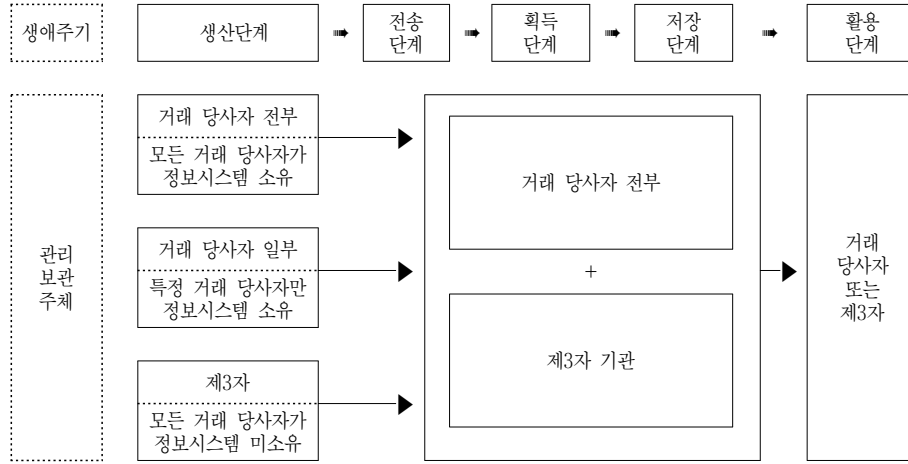 생애주기
생산단계
➠
전송
단계
➠
획득
단계
➠
저장
단계
➠
활용
단계
관리
보관
주체
거래 당사자 전부
모든 거래 당사자가
정보시스템 소유
거래 당사자 일부
특정 거래 당사자만
정보시스템 소유
제3자
모든 거래 당사자가
정보시스템 미소유
거래 당사자 전부
+
제3자 기관
거래
당사자
또는
제3자